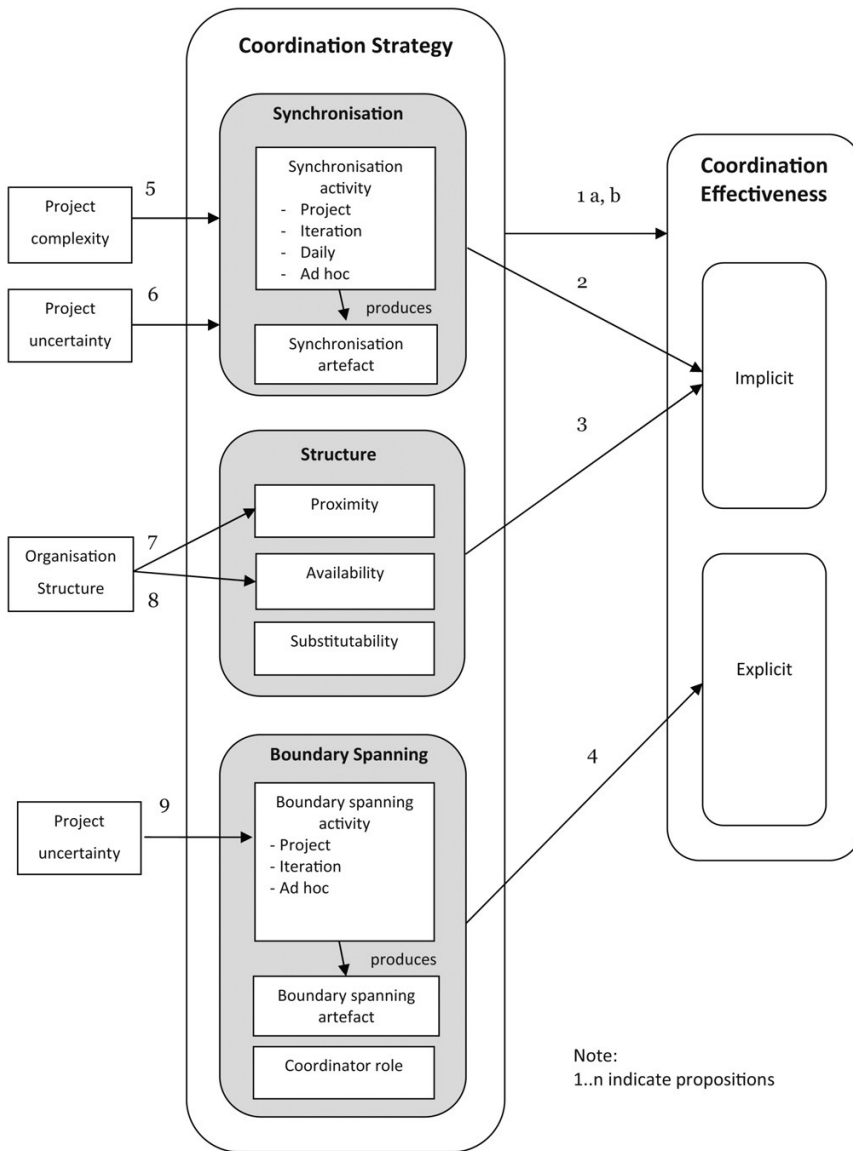 Coordination Strategy
Synchronisation
Synchronisation
activity
- Project
- Iteration
- Daily
- Ad hoc
produces
Synchronisation
artefact
5
Project
complexity
6
Project
uncertainty
Structure
Proximity
Availability
Substitutability
7
Organisation
Structure
8
Boundary Spanning
Boundary spanning
activity
- Project
- Iteration
- Ad hoc
produces
Boundary spanning
artefact
Coordinator role
9
Project
uncertainty
1 a, b
2
3
4
Coordination
Effectiveness
Implicit
Explicit
Note:
1..n indicate propositions